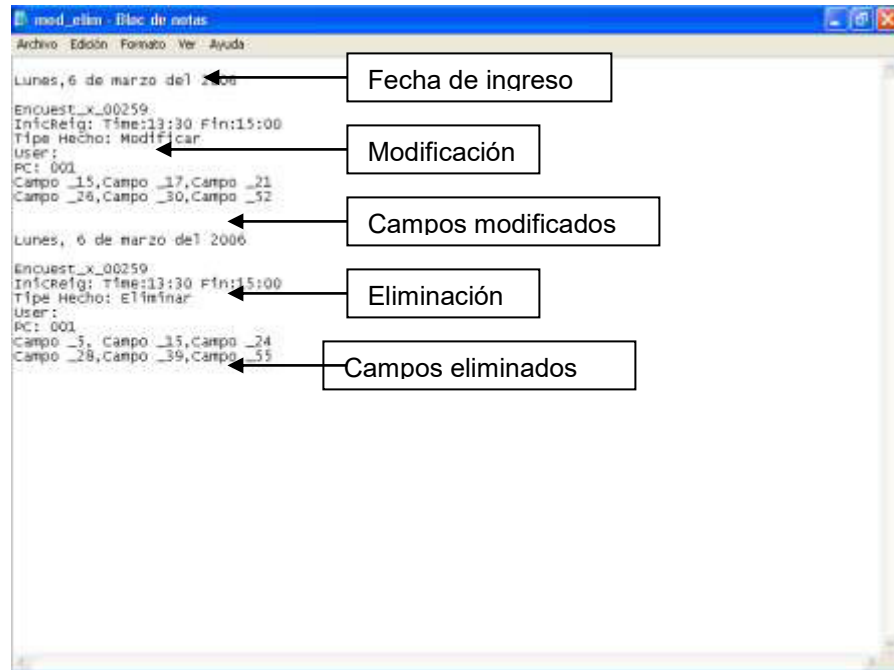 mod_elim - Bloc de notas
Archivo Edición Formato Ver Ayuda
Lunes,6 de marzo del 2006
Fecha de ingreso
Encuest_x_00259
InicReig: Time:13:30 Fin:15:00
Tipe Hecho: Modificar
User:
PC: 001
Campo _15,Campo _17,Campo _21
Campo _26,Campo _30,Campo _52
Modificación
Campos modificados
Lunes, 6 de marzo del 2006
Encuest_x_00259
InicReig: Time:13:30 Fin:15:00
Tipe Hecho: Eliminar
User:
PC: 001
Campo _5, Campo _15,Campo _24
Campo _28,Campo _39,Campo _55
Eliminación
Campos eliminados